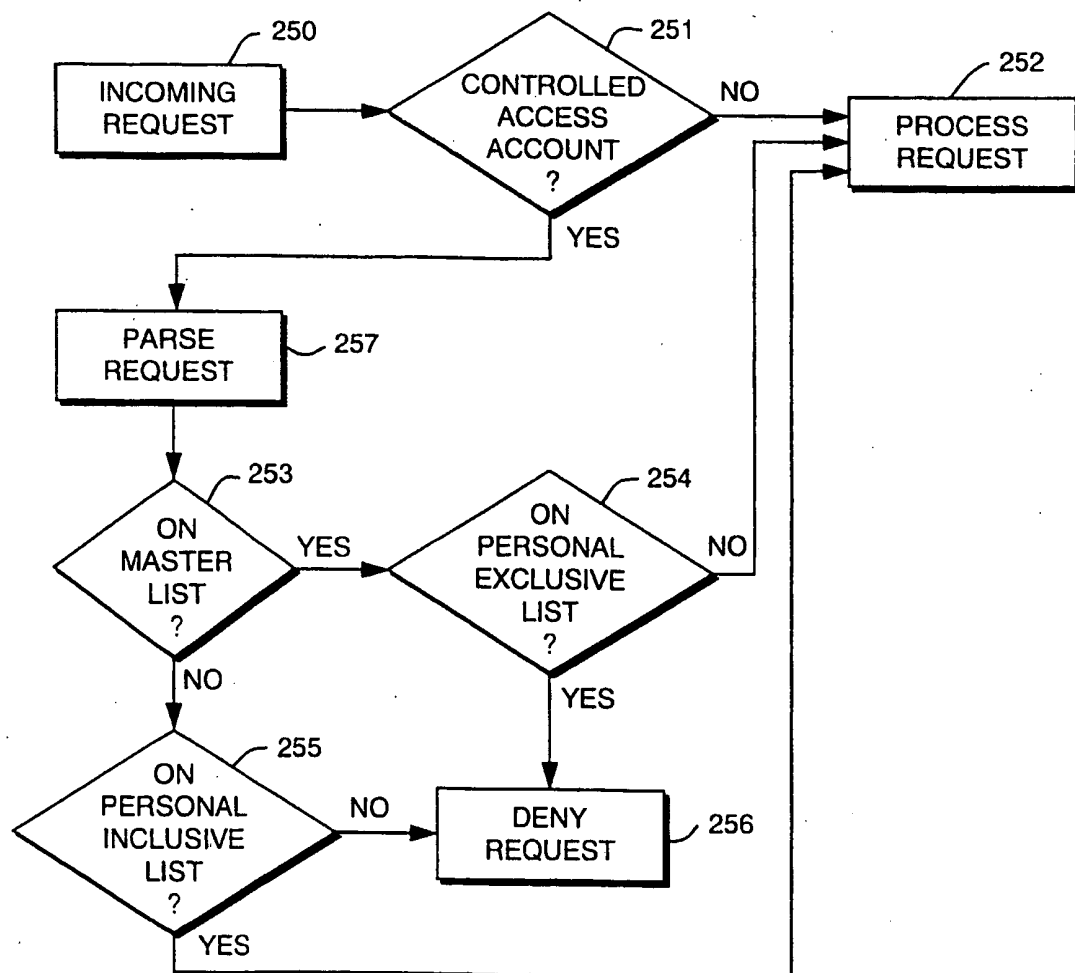 250
INCOMING
REQUEST
251
CONTROLLED
ACCESS
ACCOUNT
?
NO
YES
252
PROCESS
REQUEST
PARSE
REQUEST
257
253
ON
MASTER
LIST
?
YES
NO
254
ON
PERSONAL
EXCLUSIVE
LIST
?
NO
YES
255
ON
PERSONAL
INCLUSIVE
LIST
?
NO
YES
DENY
REQUEST
256